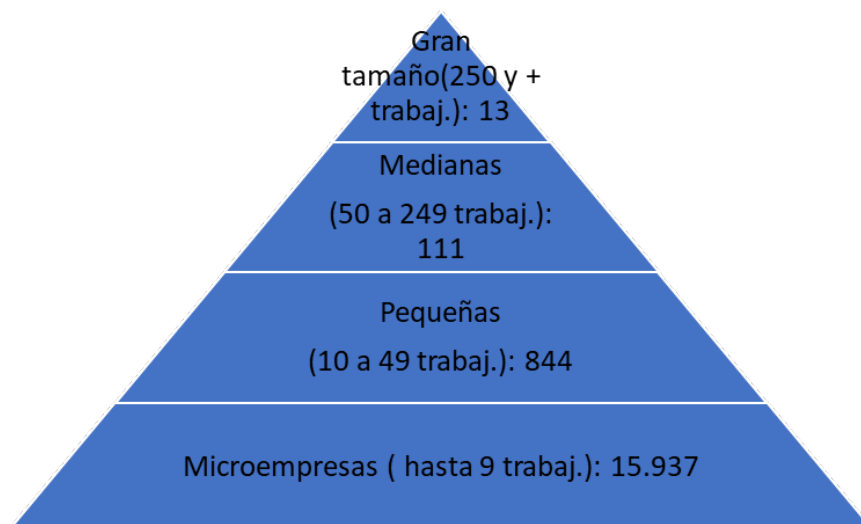 Gran
tamaño(250 y +
trabaj.): 13
Medianas
(50 a 249 trabaj.):
111
Pequeñas
(10 a 49 trabaj.): 844
Microempresas ( hasta 9 trabaj.): 15.937